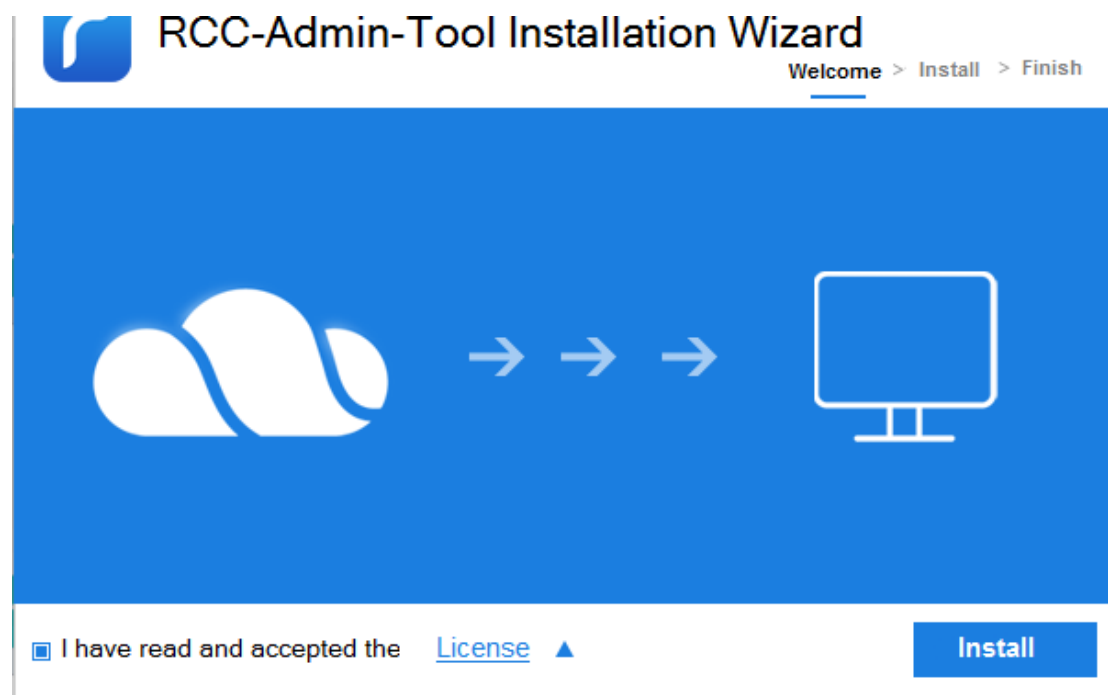 RCC-Admin-Tool Installation Wizard
Welcome > Install > Finish
I have read and accepted the License ▲ Install